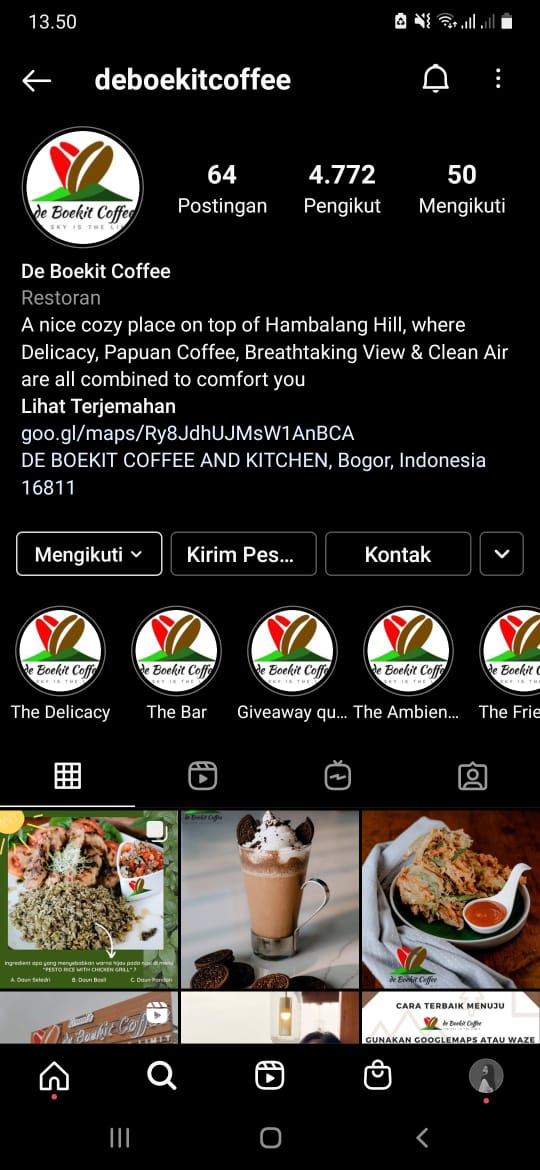 13.50
deboekitcoffee
64
4.772
50
Postingan
Pengikut
Mengikuti
de Boekit Coffee
SKY IS THE LI
De Boekit Coffee
Restoran
A nice cozy place on top of Hambalang Hill, where
Delicacy, Papuan Coffee, Breathtaking View & Clean Air
are all combined to comfort you
Lihat Terjemahan
goo.gl/maps/Ry8JdhUJMsW1AnBCA
DE BOEKIT COFFEE AND KITCHEN, Bogor, Indonesia
16811
Mengikuti
Kirim Pes...
Kontak
de Boekit Coff
de Boekit Coff
de Boekit Coff
de Boekit Coff
The Delicacy
The Bar
Giveaway qu...
The Ambien...
The Frie
de Boekit Coffee
Ingredient apa yang menyebabkan warna hijau pada nasi di menu
"PESTO RICE WITH CHICKEN GRILL" ?
A. Daun Seledri
B. Daun Basil
C. Daun Pandan
de Boekit Coffee
de Boekit Coff
CARA TERBAIK MENUJU
de Boekit Coffee
GUNAKAN GOOGLEMAPS ATAU WAZE